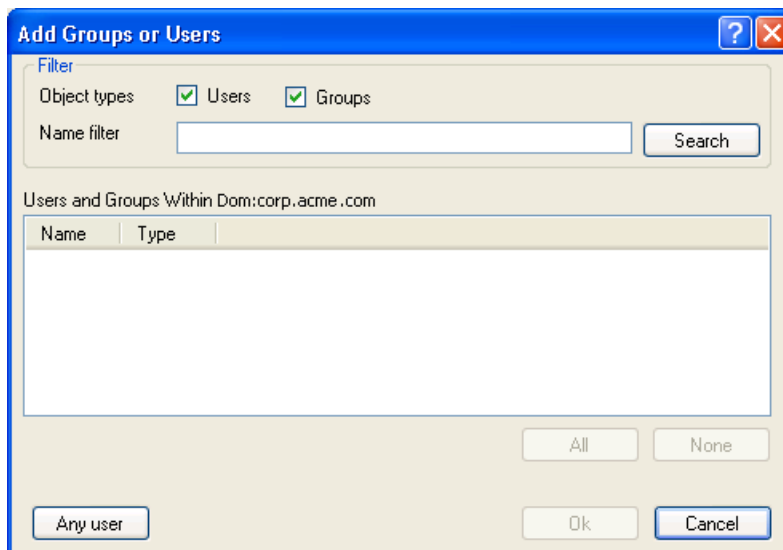 Add Groups or Users
Filter
Object types Users Groups
Name filter Search
Users and Groups Within Dom:corp.acme.com
Name Type
All None
Any user Ok Cancel